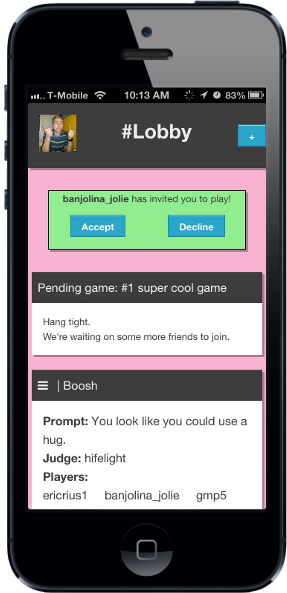 T-Mobile 10:13 AM 83%
#Lobby
+
banjolina_jolie has invited you to play!
Accept Decline
Pending game: #1 super cool game
Hang tight.
We're waiting on some more friends to join.
| Boosh
Prompt: You look like you could use a
hug.
Judge: hifelight
Players:
ericrius1 banjolina_jolie gmp5